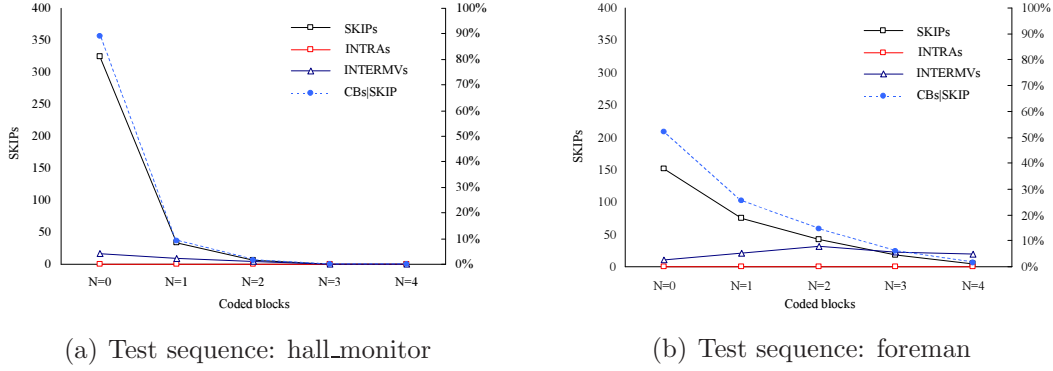 400
350
300
250
200
150
100
50
0
SKIPs
100%
90%
80%
70%
60%
50%
40%
30%
20%
10%
0%
SKIPs
INTRAs
INTERMVs
CBs|SKIP
N=0 N=1 N=2 N=3 N=4
Coded blocks
(a) Test sequence: hall_monitor
400
350
300
250
200
150
100
50
0
SKIPs
100%
90%
80%
70%
60%
50%
40%
30%
20%
10%
0%
SKIPs
INTRAs
INTERMVs
CBs|SKIP
N=0 N=1 N=2 N=3 N=4
Coded blocks
(b) Test sequence: foreman